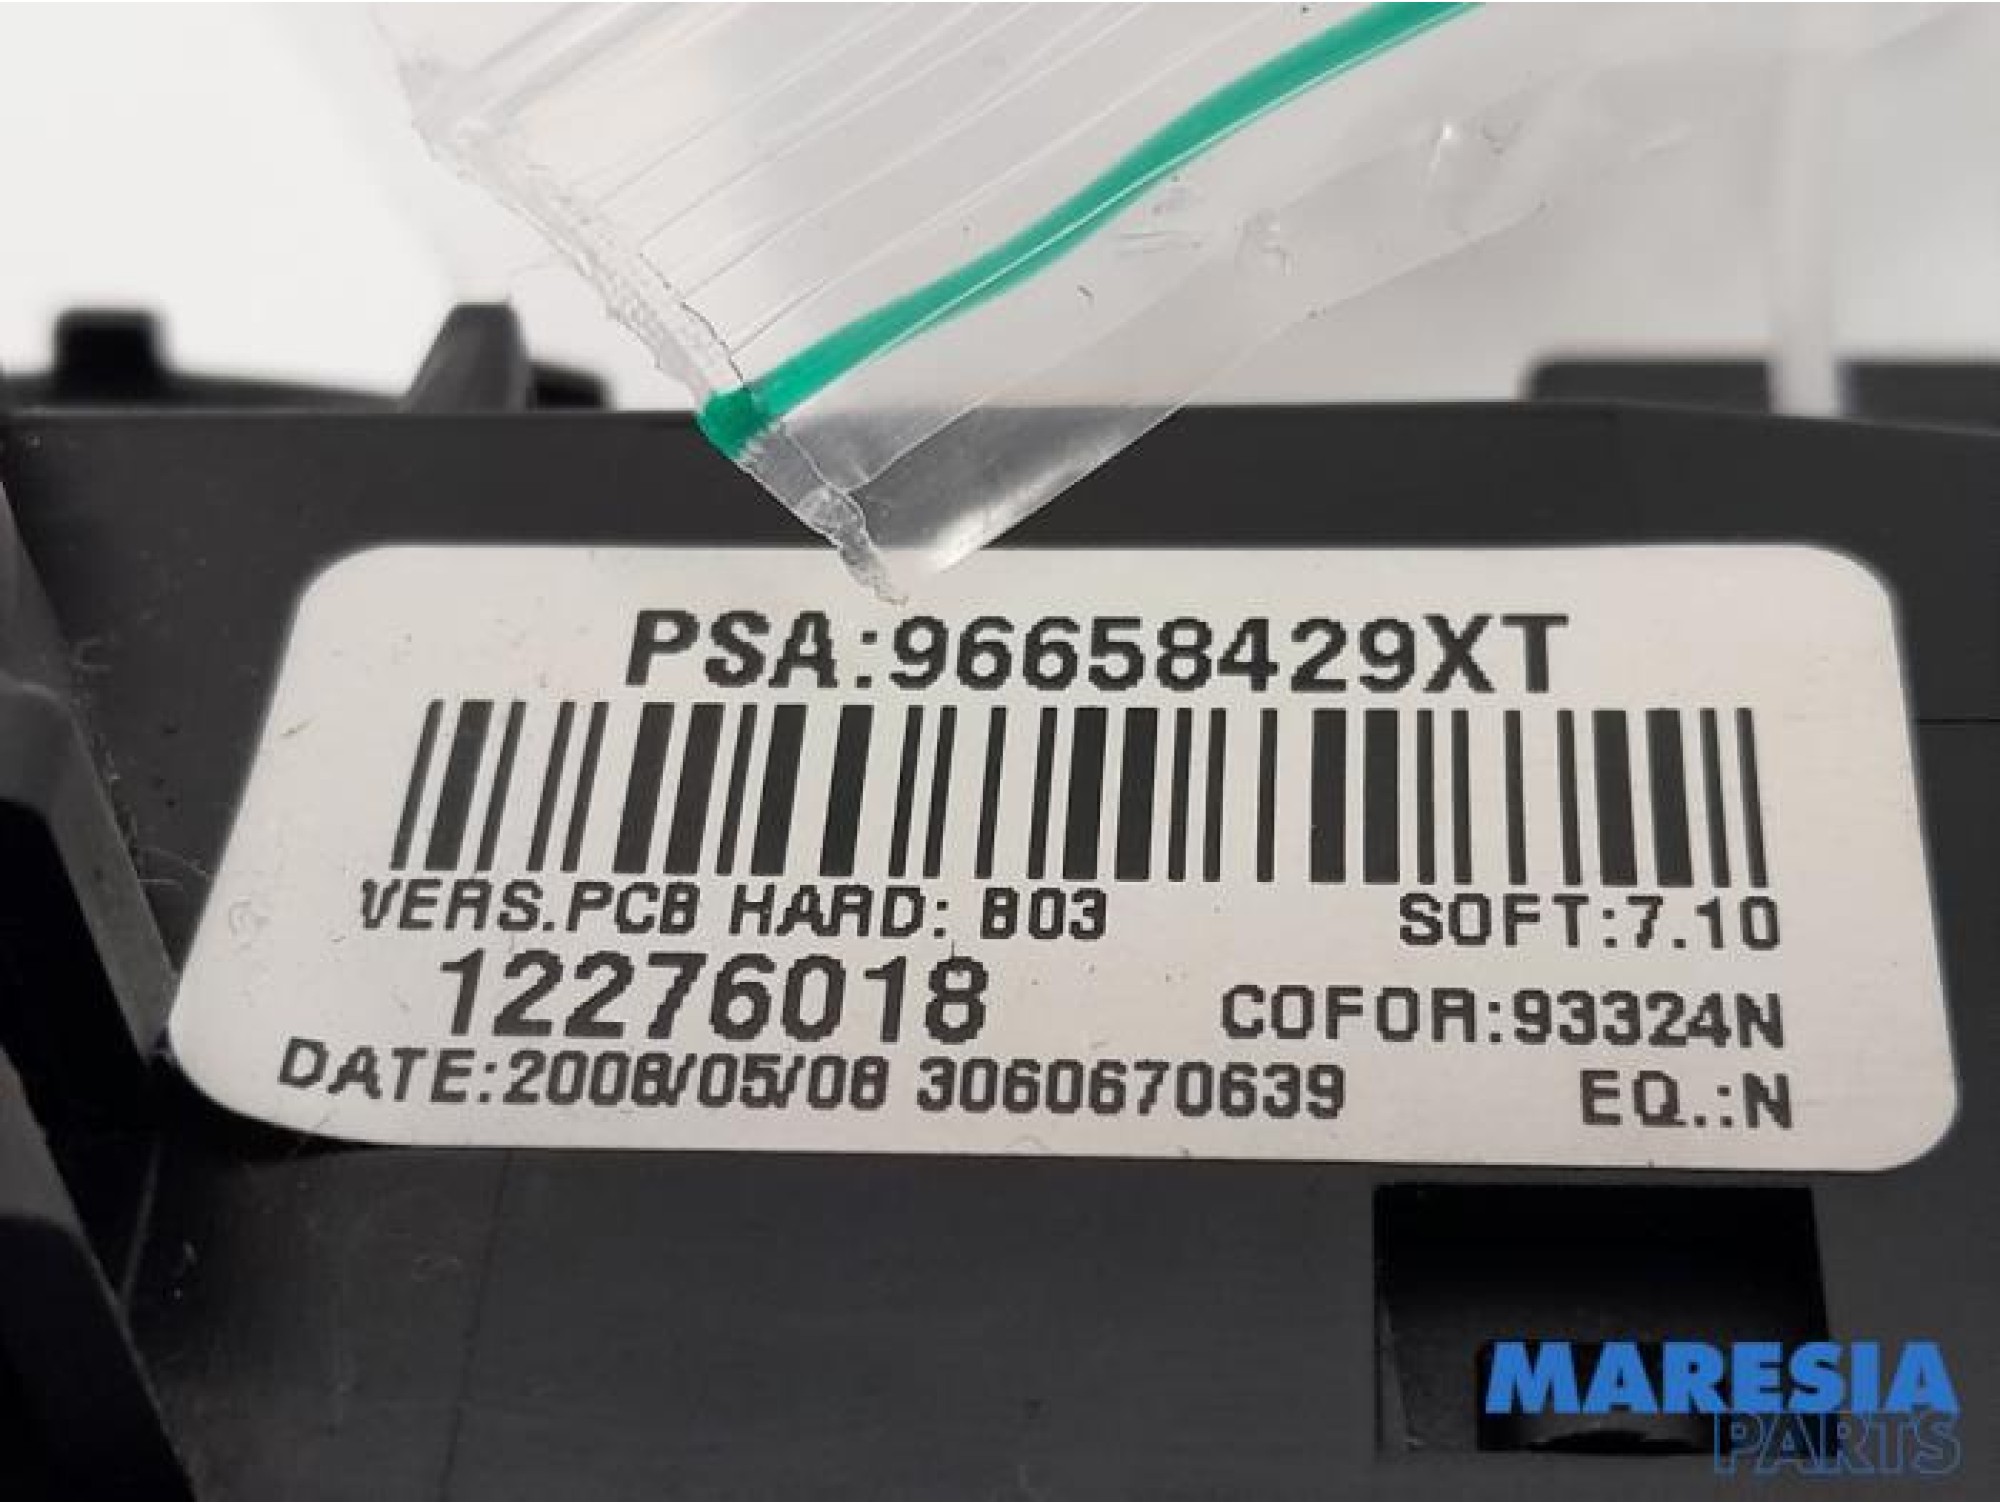 PSA:96658429XT
VERS.PCB HARD: B03 SOFT:7.10
12276018 COFOR:93324N
DATE:2008/05/08 3060670639 EQ.:N
MARESIA
PARTS